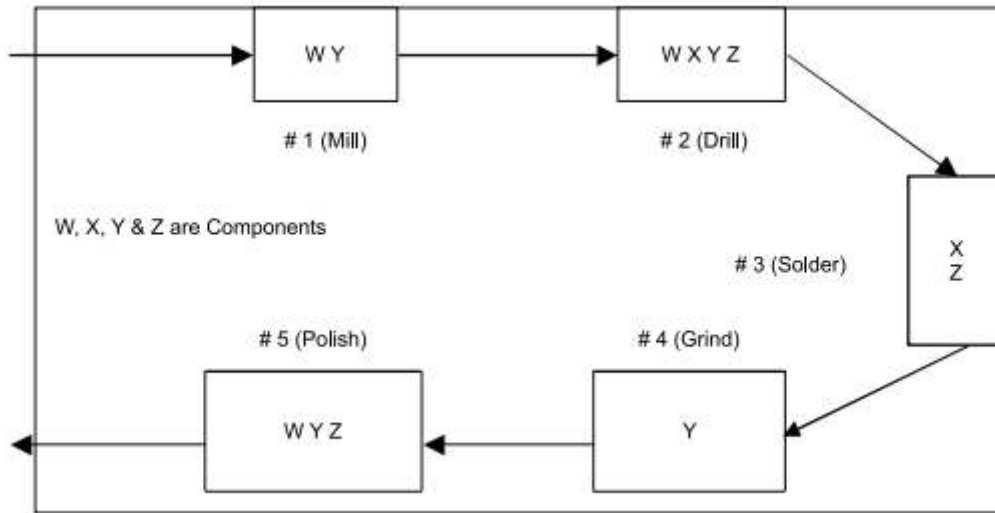 W Y
W X Y Z
# 1 (Mill)
# 2 (Drill)
W, X, Y & Z are Components
# 3 (Solder)
X
Z
# 5 (Polish)
# 4 (Grind)
W Y Z
Y